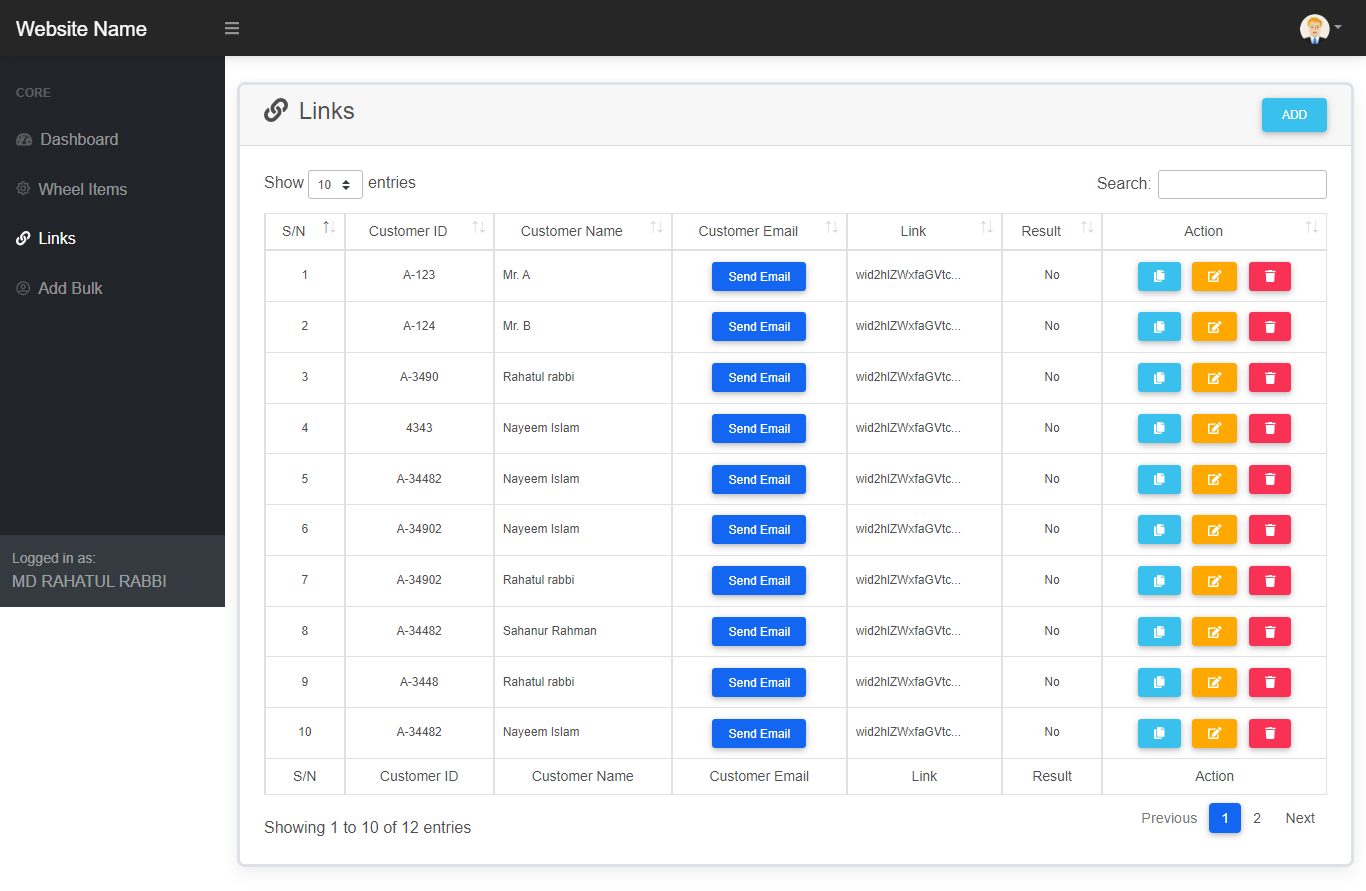 Website Name
CORE
Dashboard
Wheel Items
Links
Add Bulk
Logged in as:
MD RAHATUL RABBI
Links
ADD
Show 10 entries
Search:
S/N Customer ID Customer Name Customer Email Link Result Action
1 A-123 Mr. A Send Email wid2hlZWxfaGVtc... No
2 A-124 Mr. B Send Email wid2hlZWxfaGVtc... No
3 A-3490 Rahatul rabbi Send Email wid2hlZWxfaGVtc... No
4 4343 Nayeem Islam Send Email wid2hlZWxfaGVtc... No
5 A-34482 Nayeem Islam Send Email wid2hlZWxfaGVtc... No
6 A-34902 Nayeem Islam Send Email wid2hlZWxfaGVtc... No
7 A-34902 Rahatul rabbi Send Email wid2hlZWxfaGVtc... No
8 A-34482 Sahanur Rahman Send Email wid2hlZWxfaGVtc... No
9 A-3448 Rahatul rabbi Send Email wid2hlZWxfaGVtc... No
10 A-34482 Nayeem Islam Send Email wid2hlZWxfaGVtc... No
S/N Customer ID Customer Name Customer Email Link Result Action
Showing 1 to 10 of 12 entries
Previous 1 2 Next